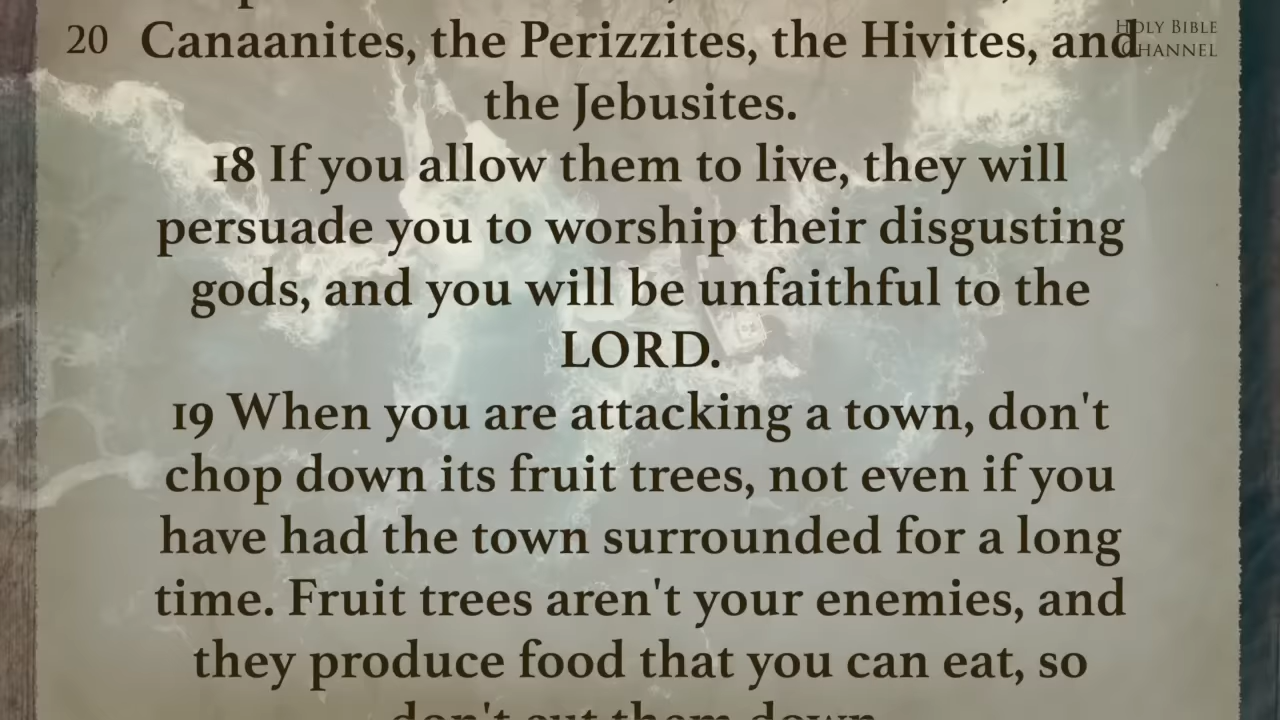 20
Canaanites, the Perizzites, the Hivites, and
HOLY BIBLE
CHANNEL
the Jebusites.
18 If you allow them to live, they will
persuade you to worship their disgusting
gods, and you will be unfaithful to the
LORD.
19 When you are attacking a town, don't
chop down its fruit trees, not even if you
have had the town surrounded for a long
time. Fruit trees aren't your enemies, and
they produce food that you can eat, so
don't cut them down.